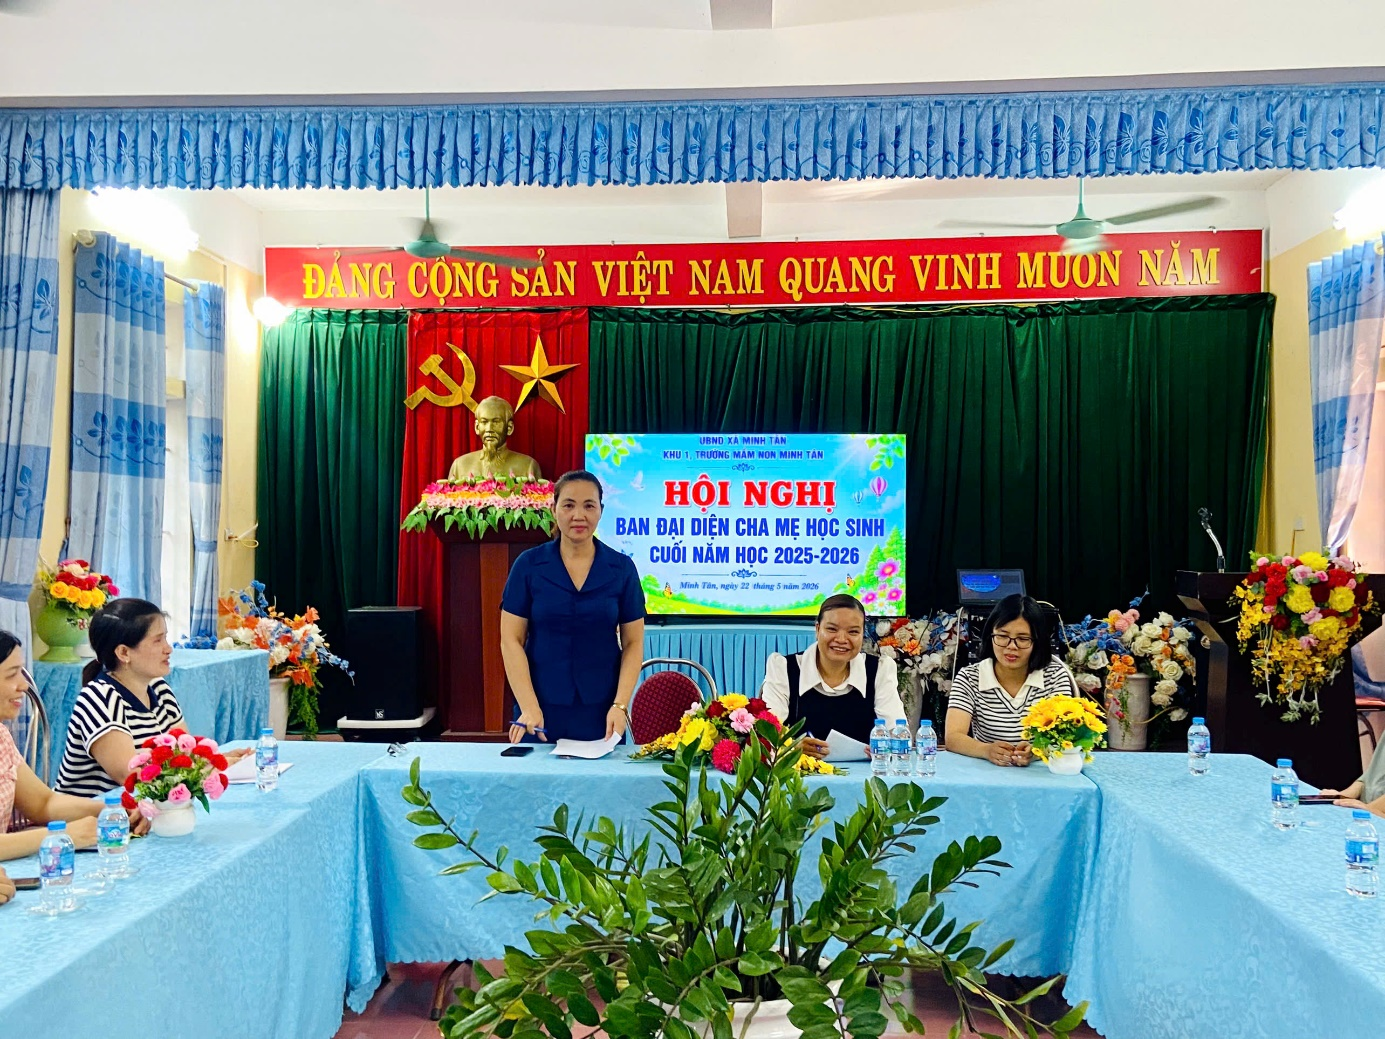 ĐẢNG CỘNG SẢN VIỆT NAM QUANG VINH MUÔN NĂM
UBND XÃ MINH TÂN
KHU 1, TRƯỜNG MẦM NON MINH TÂN
HỘI NGHỊ
BAN ĐẠI DIỆN CHA MẸ HỌC SINH
CUỐI NĂM HỌC 2025-2026
Minh Tân, ngày 22 tháng 5 năm 2026